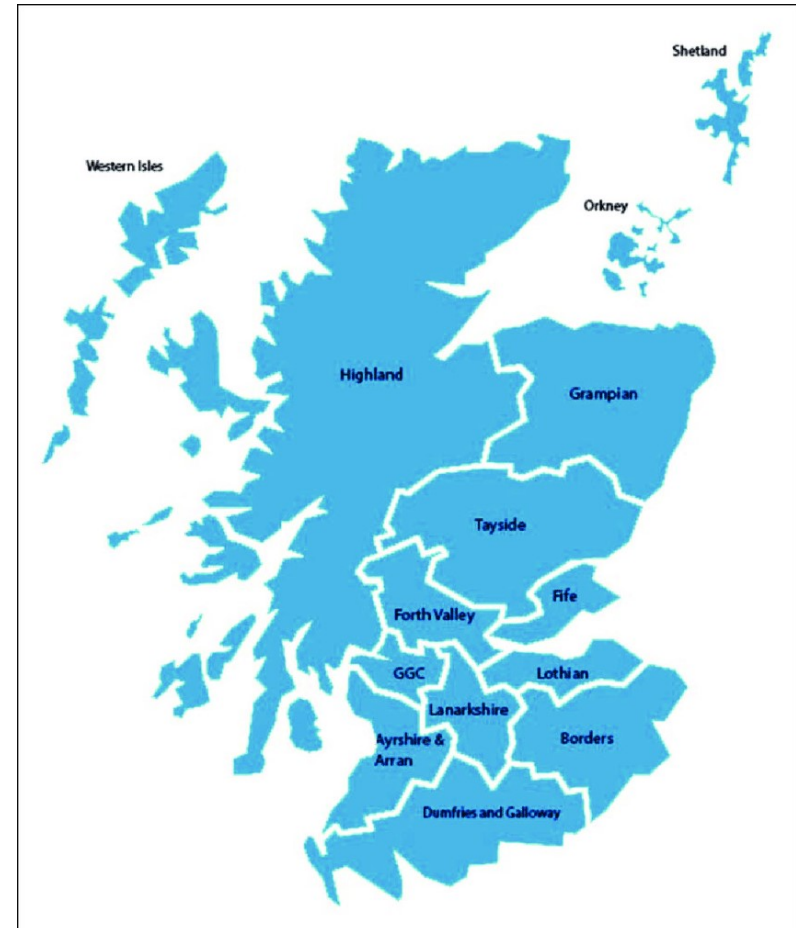 Shetland
Western Isles
Orkney
Highland
Grampian
Tayside
Fife
Forth Valley
GGC
Lothian
Lanarkshire
Ayrshire &
Arran
Borders
Dumfries and Galloway